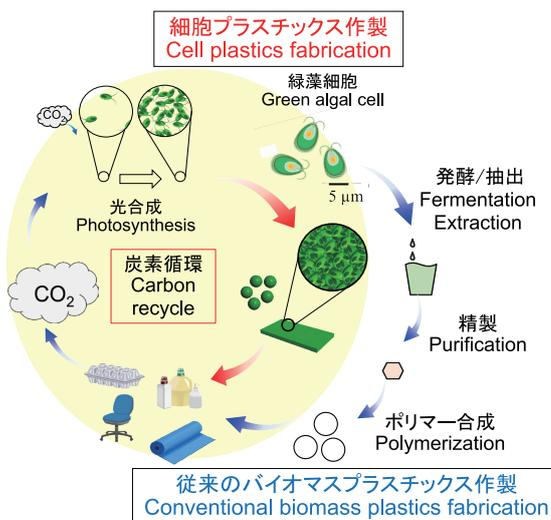 細胞プラスチックス作製
Cell plastics fabrication
緑藻細胞
Green algal cell
CO2
5 µm
光合成
Photosynthesis
発酵/抽出
Fermentation
Extraction
炭素循環
Carbon
recycle
CO2
精製
Purification
ポリマー合成
Polymerization
従来のバイオマスプラスチックス作製
Conventional biomass plastics fabrication